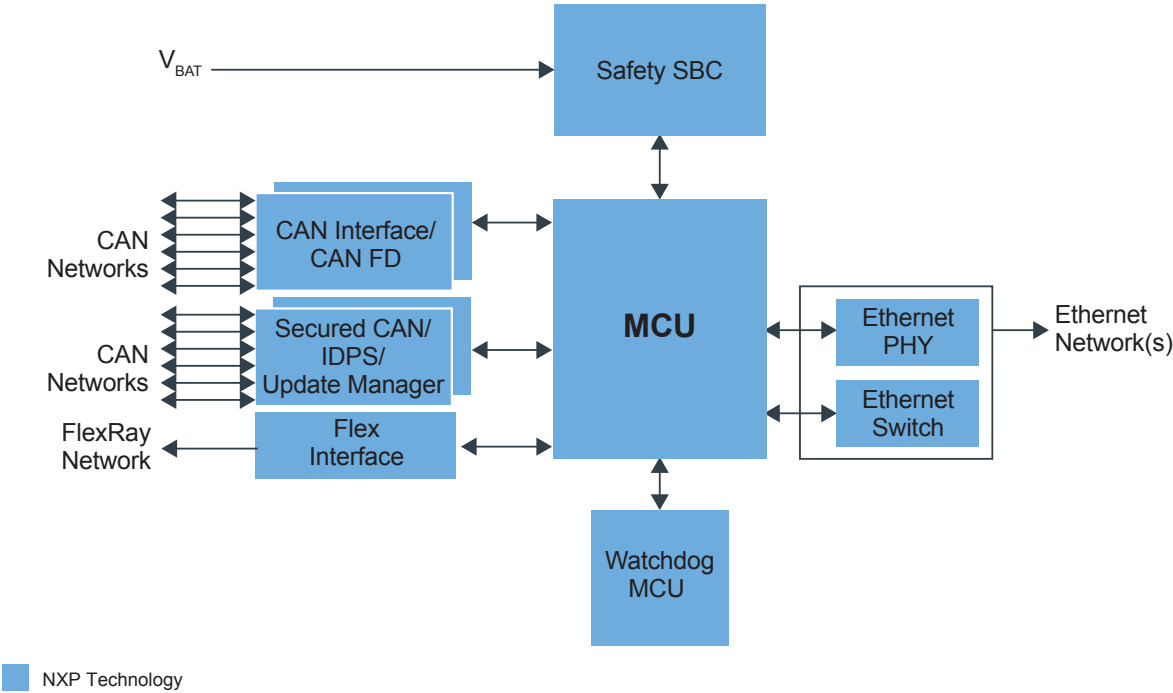 V BAT
Safety SBC
CAN
Networks
CAN Interface/
CAN FD
MCU
Ethernet
PHY
Ethernet
Network(s)
CAN
Networks
Secured CAN/
IDPS/
Update Manager
Ethernet
Switch
FlexRay
Network
Flex
Interface
Watchdog
MCU
NXP Technology